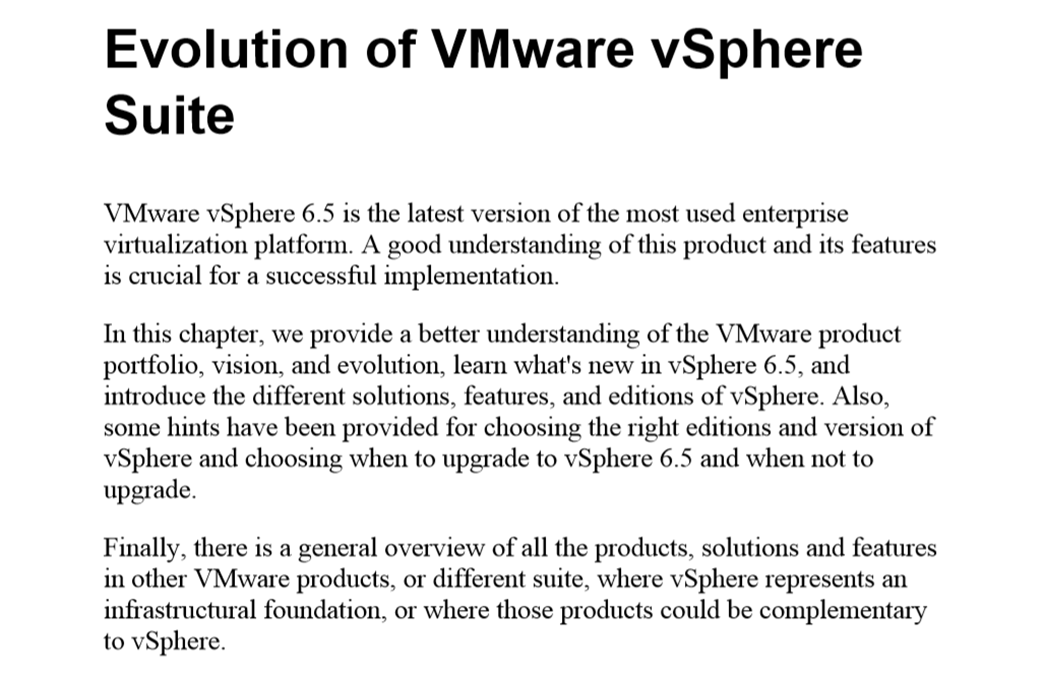 Evolution of VMware vSphere
Suite
VMware vSphere 6.5 is the latest version of the most used enterprise
virtualization platform. A good understanding of this product and its features
is crucial for a successful implementation.
In this chapter, we provide a better understanding of the VMware product
portfolio, vision, and evolution, learn what's new in vSphere 6.5, and
introduce the different solutions, features, and editions of vSphere. Also,
some hints have been provided for choosing the right editions and version of
vSphere and choosing when to upgrade to vSphere 6.5 and when not to
upgrade.
Finally, there is a general overview of all the products, solutions and features
in other VMware products, or different suite, where vSphere represents an
infrastructural foundation, or where those products could be complementary
to vSphere.